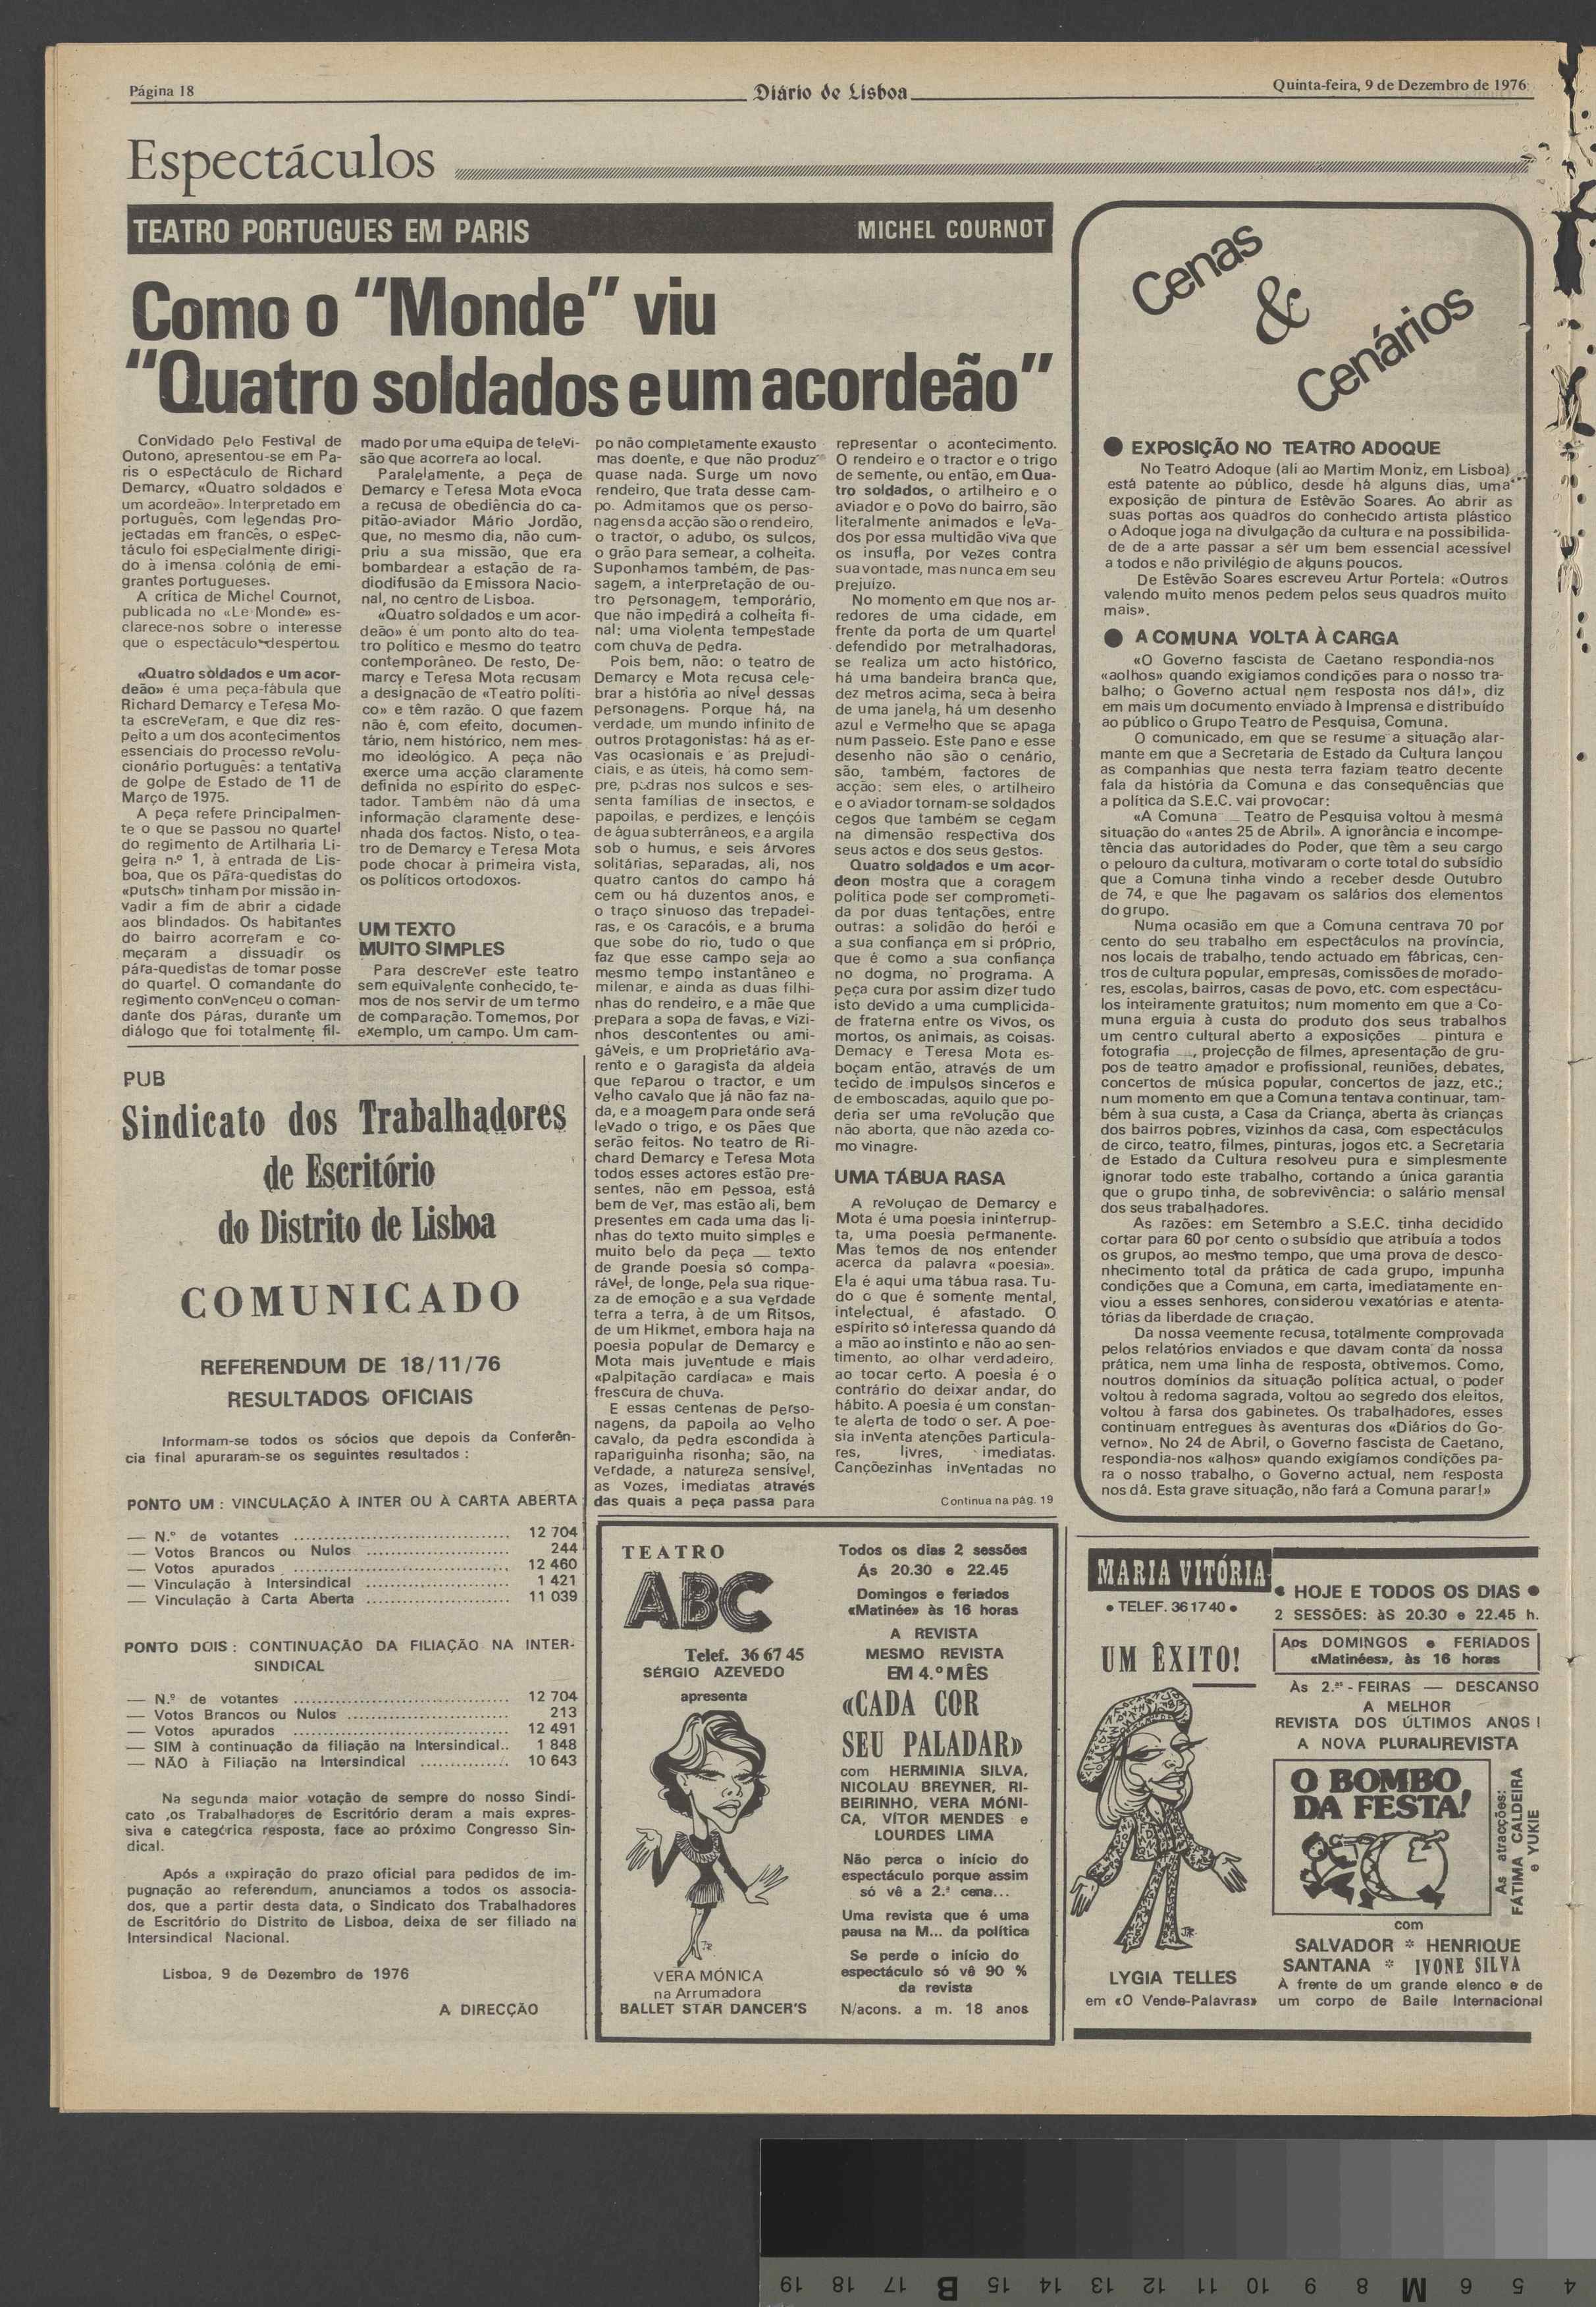 Página 18
Diário de Lisboa
Quinta-feira, 9 de Dezembro de 1976
Espectáculos
TEATRO PORTUGUES EM PARIS
MICHEL COURNOT
Como o "Monde" viu
"Quatro soldados e um acordeão"
Convidado pelo Festival de
Outono, apresentou-se em Pa-
ris o espectáculo de Richard
Demarcy, «Quatro soldados e
um acordeão». Interpretado em
português, com legendas pro-
jectadas em francês, o espec-
táculo foi especialmente dirigi-
do à imensa colónia de emi-
grantes portugueses.
A crítica de Michel Cournot,
publicada no «Le Monde» es-
clarece-nos sobre o interesse
que o espectáculo despertou.
«Quatro soldados e um acor-
deão» é uma peça-fábula que
Richard Demarcy e Teresa Mo-
ta escreveram, e que diz res-
peito a um dos acontecimentos
essenciais do processo revolu-
cionário português: a tentativa
de golpe de Estado de 11 de
Março de 1975.
A peça refere principalmen-
te o que se passou no quartel
do regimento de Artilharia Li-
geira n.º 1, à entrada de Lis-
boa, que os pára-quedistas do
«putsch» tinham por missão in-
vadir a fim de abrir a cidade
aos blindados. Os habitantes
do bairro acorreram e co-
meçaram a dissuadir os
pára-quedistas de tomar posse
do quartel. O comandante do
regimento convenceu o coman-
dante dos páras, durante um
diálogo que foi totalmente fil-
mado por uma equipa de televi-
são que acorrera ao local.
Paralelamente, a peça de
Demarcy e Teresa Mota evoca
a recusa de obediência do ca-
pitão-aviador Mário Jordão,
que, no mesmo dia, não cum-
priu a sua missão, que era
bombardear a estação de ra-
diodifusão da Emissora Nacio-
nal, no centro de Lisboa.
«Quatro soldados e um acor-
deão» é um ponto alto do tea-
tro político e mesmo do teatro
contemporâneo. De resto, De-
marcy e Teresa Mota recusam
a designação de «Teatro políti-
co» e têm razão. O que fazem
não é, com efeito, documen-
tário, nem histórico, nem mes-
mo ideológico. A peça não
exerce uma acção claramente
definida no espírito do espec-
tador. Também não dá uma
informação claramente dese-
nhada dos factos. Nisto, o tea-
tro de Demarcy e Teresa Mota
pode chocar à primeira vista,
os políticos ortodoxos.
UM TEXTO
MUITO SIMPLES
Para descrever este teatro
sem equivalente conhecido, te-
mos de nos servir de um termo
de comparação. Tomemos, por
exemplo, um campo. Um cam-
po não completamente exausto
mas doente, e que não produz
quase nada. Surge um novo
rendeiro, que trata desse cam-
po. Admitamos que os perso-
nagens da acção são o rendeiro,
o tractor, o adubo, os sulcos,
o grão para semear, a colheita.
Suponhamos também, de pas-
sagem, a interpretação de ou-
tro personagem, temporário,
que não impedirá a colheita fi-
nal: uma violenta tempestade
com chuva de pedra.
Pois bem, não: o teatro de
Demarcy e Mota recusa cele-
brar a história ao nível dessas
personagens. Porque há, na
verdade, um mundo infinito de
outros protagonistas: há as er-
vas ocasionais e as prejudi-
ciais, e as úteis, há como sem-
pre, pedras nos sulcos e ses-
senta famílias de insectos, e
papoilas, e perdizes, e lençóis
de água subterrâneos, e a argila
sob o humus, e seis árvores
solitárias, separadas, ali, nos
quatro cantos do campo há
cem ou há duzentos anos, e
o traço sinuoso das trepadei-
ras, e os caracóis, e a bruma
que sobe do rio, tudo o que
faz que esse campo seja ao
mesmo tempo instantâneo e
milenar, e ainda as duas filhi-
nhas do rendeiro, e a mãe que
prepara a sopa de favas, e vizi-
nhos descontentes ou ami-
gáveis, e um proprietário ava-
rento e o garagista da aldeia
que reparou o tractor, e um
velho cavalo que já não faz na-
da, e a moagem para onde será
levado o trigo, e os pães que
serão feitos. No teatro de Ri-
chard Demarcy e Teresa Mota
todos esses actores estão pre-
sentes, não em pessoa, está
bem de ver, mas estão ali, bem
presentes em cada uma das li-
nhas do texto muito simples e
muito belo da peça — texto
de grande poesia só compa-
rável, de longe, pela sua rique-
za de emoção e a sua verdade
terra a terra, à de um Ritsos,
de um Hikmet, embora haja na
poesia popular de Demarcy e
Mota mais juventude e mais
«palpitação cardíaca» e mais
frescura de chuva.
E essas centenas de perso-
nagens, da papoila ao velho
cavalo, da pedra escondida à
rapariguinha risonha; são, na
verdade, a natureza sensível,
as vozes, imediatas através
das quais a peça passa para
representar o acontecimento.
O rendeiro e o tractor e o trigo
de semente, ou então, em Qua-
tro soldados, o artilheiro e o
aviador e o povo do bairro, são
literalmente animados e leva-
dos por essa multidão viva que
os insufla, por vezes contra
sua vontade, mas nunca em seu
prejuízo.
No momento em que nos ar-
redores de uma cidade, em
frente da porta de um quartel
defendido por metralhadoras,
se realiza um acto histórico,
há uma bandeira branca que,
dez metros acima, seca à beira
de uma janela, há um desenho
azul e vermelho que se apaga
num passeio. Este pano e esse
desenho não são o cenário,
são, também, factores de
acção: sem eles, o artilheiro
e o aviador tornam-se soldados
cegos que também se cegam
na dimensão respectiva dos
seus actos e dos seus gestos.
Quatro soldados e um acor-
deon mostra que a coragem
política pode ser comprometi-
da por duas tentações, entre
outras: a solidão do herói e
a sua confiança em si próprio,
que é como a sua confiança
no dogma, no programa. A
peça cura por assim dizer tudo
isto devido a uma cumplicida-
de fraterna entre os vivos, os
mortos, os animais, as coisas.
Demacy e Teresa Mota es-
boçam então, através de um
tecido de impulsos sinceros e
de emboscadas, aquilo que po-
deria ser uma revolução que
não aborta, que não azeda co-
mo vinagre.
UMA TÁBUA RASA
A revoluçao de Demarcy e
Mota é uma poesia ininterrup-
ta, uma poesia permanente.
Mas temos de nos entender
acerca da palavra «poesia».
Ela é aqui uma tábua rasa. Tu-
do o que é somente mental,
intelectual, é afastado. O
espírito só interessa quando dá
a mão ao instinto e não ao sen-
timento, ao olhar verdadeiro,
ao tocar certo. A poesia é o
contrário do deixar andar, do
hábito. A poesia é um constan-
te alerta de todo o ser. A poe-
sia inventa atenções particula-
res, livres, imediatas.
Cançõezinhas inventadas no
Continua na pág. 19
Cenas
&
Cenários
● EXPOSIÇÃO NO TEATRO ADOQUE
No Teatro Adoque (ali ao Martim Moniz, em Lisboa)
está patente ao público, desde há alguns dias, uma
exposição de pintura de Estêvão Soares. Ao abrir as
suas portas aos quadros do conhecido artista plástico
o Adoque joga na divulgação da cultura e na possibilida-
de de a arte passar a ser um bem essencial acessível
a todos e não privilégio de alguns poucos.
De Estêvão Soares escreveu Artur Portela: «Outros
valendo muito menos pedem pelos seus quadros muito
mais».
● A COMUNA VOLTA À CARGA
«O Governo fascista de Caetano respondia-nos
«aolhos» quando exigíamos condições para o nosso tra-
balho; o Governo actual nem resposta nos dá!», diz
em mais um documento enviado à Imprensa e distribuído
ao público o Grupo Teatro de Pesquisa, Comuna.
O comunicado, em que se resume a situação alar-
mante em que a Secretaria de Estado da Cultura lançou
as companhias que nesta terra faziam teatro decente
fala da história da Comuna e das consequências que
a política da S.E.C. vai provocar:
«A Comuna — Teatro de Pesquisa voltou à mesma
situação do «antes 25 de Abril». A ignorância e incompe-
tência das autoridades do Poder, que têm a seu cargo
o pelouro da cultura, motivaram o corte total do subsídio
que a Comuna tinha vindo a receber desde Outubro
de 74, e que lhe pagavam os salários dos elementos
do grupo.
Numa ocasião em que a Comuna centrava 70 por
cento do seu trabalho em espectáculos na província,
nos locais de trabalho, tendo actuado em fábricas, cen-
tros de cultura popular, empresas, comissões de morado-
res, escolas, bairros, casas de povo, etc. com espectácu-
los inteiramente gratuitos; num momento em que a Co-
muna erguia à custa do produto dos seus trabalhos
um centro cultural aberto a exposições — pintura e
fotografia —, projecção de filmes, apresentação de gru-
pos de teatro amador e profissional, reuniões, debates,
concertos de música popular, concertos de jazz, etc.;
num momento em que a Comuna tentava continuar, tam-
bém à sua custa, a Casa da Criança, aberta às crianças
dos bairros pobres, vizinhos da casa, com espectáculos
de circo, teatro, filmes, pinturas, jogos etc. a Secretaria
de Estado da Cultura resolveu pura e simplesmente
ignorar todo este trabalho, cortando a única garantia
que o grupo tinha, de sobrevivência: o salário mensal
dos seus trabalhadores.
As razões: em Setembro a S.E.C. tinha decidido
cortar para 60 por cento o subsídio que atribuía a todos
os grupos, ao mesmo tempo, que uma prova de desco-
nhecimento total da prática de cada grupo, impunha
condições que a Comuna, em carta, imediatamente en-
viou a esses senhores, considerou vexatórias e atenta-
tórias da liberdade de criaçao.
Da nossa veemente recusa, totalmente comprovada
pelos relatórios enviados e que davam conta da nossa
prática, nem uma linha de resposta, obtivemos. Como,
noutros domínios da situação política actual, o poder
voltou à redoma sagrada, voltou ao segredo dos eleitos,
voltou à farsa dos gabinetes. Os trabalhadores, esses
continuam entregues às aventuras dos «Diários do Go-
verno». No 24 de Abril, o Governo fascista de Caetano,
respondia-nos «alhos» quando exigíamos condições pa-
ra o nosso trabalho, o Governo actual, nem resposta
nos dá. Esta grave situação, não fará a Comuna parar!»
PUB
Sindicato dos Trabalhadores
de Escritório
do Distrito de Lisboa
COMUNICADO
REFERENDUM DE 18/11/76
RESULTADOS OFICIAIS
Informam-se todos os sócios que depois da Conferên-
cia final apuraram-se os seguintes resultados :
PONTO UM : VINCULAÇÃO À INTER OU À CARTA ABERTA
— N.º de votantes .................................... 12 704
— Votos Brancos ou Nulos ........................ 244
— Votos apurados .................................... 12 460
— Vinculação à Intersindical ........................ 1 421
— Vinculação à Carta Aberta ........................ 11 039
PONTO DOIS : CONTINUAÇÃO DA FILIAÇÃO NA INTER-
SINDICAL
— N.º de votantes .................................... 12 704
— Votos Brancos ou Nulos ........................... 213
— Votos apurados .................................... 12 491
— SIM à continuação da filiação na Intersindical.. 1 848
— NÃO à Filiação na Intersindical ............... 10 643
Na segunda maior votação de sempre do nosso Sindi-
cato ,os Trabalhadores de Escritório deram a mais expres-
siva e categórica resposta, face ao próximo Congresso Sin-
dical.
Após a expiração do prazo oficial para pedidos de im-
pugnação ao referendum, anunciamos a todos os associa-
dos, que a partir desta data, o Sindicato dos Trabalhadores
de Escritório do Distrito de Lisboa, deixa de ser filiado na
Intersindical Nacional.
Lisboa, 9 de Dezembro de 1976
A DIRECÇÃO
TEATRO
ABC
Telef. 36 67 45
SÉRGIO AZEVEDO
apresenta
VERA MÓNICA
na Arrumadora
BALLET STAR DANCER'S
Todos os dias 2 sessões
Ás 20.30 e 22.45
Domingos e feriados
«Matinée» às 16 horas
A REVISTA
MESMO REVISTA
EM 4.º MÊS
«CADA COR
SEU PALADAR»
com HERMINIA SILVA,
NICOLAU BREYNER, RI-
BEIRINHO, VERA MÓNI-
CA, VÍTOR MENDES e
LOURDES LIMA
Não perca o início do
espectáculo porque assim
só vê a 2.ª cena...
Uma revista que é uma
pausa na M... da política
Se perde o início do
espectáculo só vê 90 %
da revista
N/acons. a m. 18 anos
MARIA VITÓRIA
• TELEF. 36 17 40 •
UM ÊXITO!
LYGIA TELLES
em «O Vende-Palavras»
● HOJE E TODOS OS DIAS ●
2 SESSÕES: àS 20.30 e 22.45 h.
Aos DOMINGOS e FERIADOS
«Matinées», às 16 horas
Às 2.as - FEIRAS — DESCANSO
A MELHOR
REVISTA DOS ÚLTIMOS ANOS !
A NOVA PLURALIREVISTA
O BOMBO
DA FESTA!
As atracções:
FÁTIMA CALDEIRA
e YUKIE
com
SALVADOR * HENRIQUE
SANTANA * IVONE SILVA
À frente de um grande elenco e de
um corpo de Baile Internacional
19 18 17 B 15 14 13 12 11 10 9 8 M 6 5 4